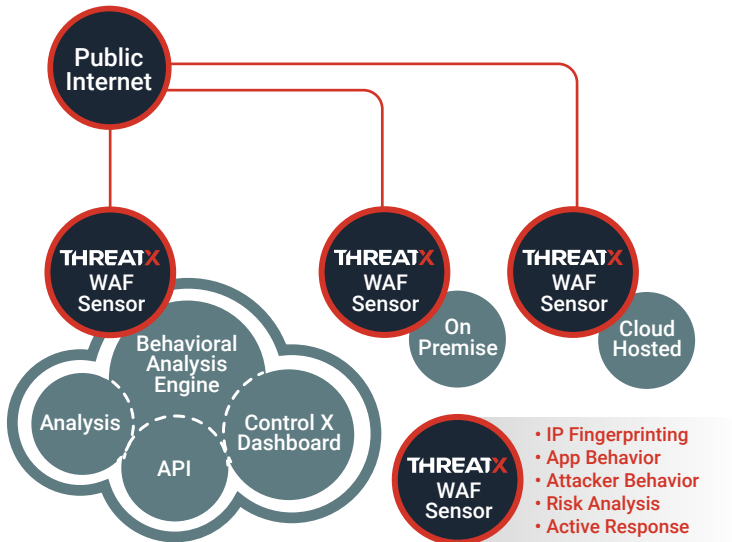 Public
Internet
THREATX
WAF
Sensor
THREATX
WAF
Sensor
THREATX
WAF
Sensor
Behavioral
Analysis
Engine
Analysis
API
Control X
Dashboard
On
Premise
Cloud
Hosted
THREATX
WAF
Sensor
• IP Fingerprinting
• App Behavior
• Attacker Behavior
• Risk Analysis
• Active Response